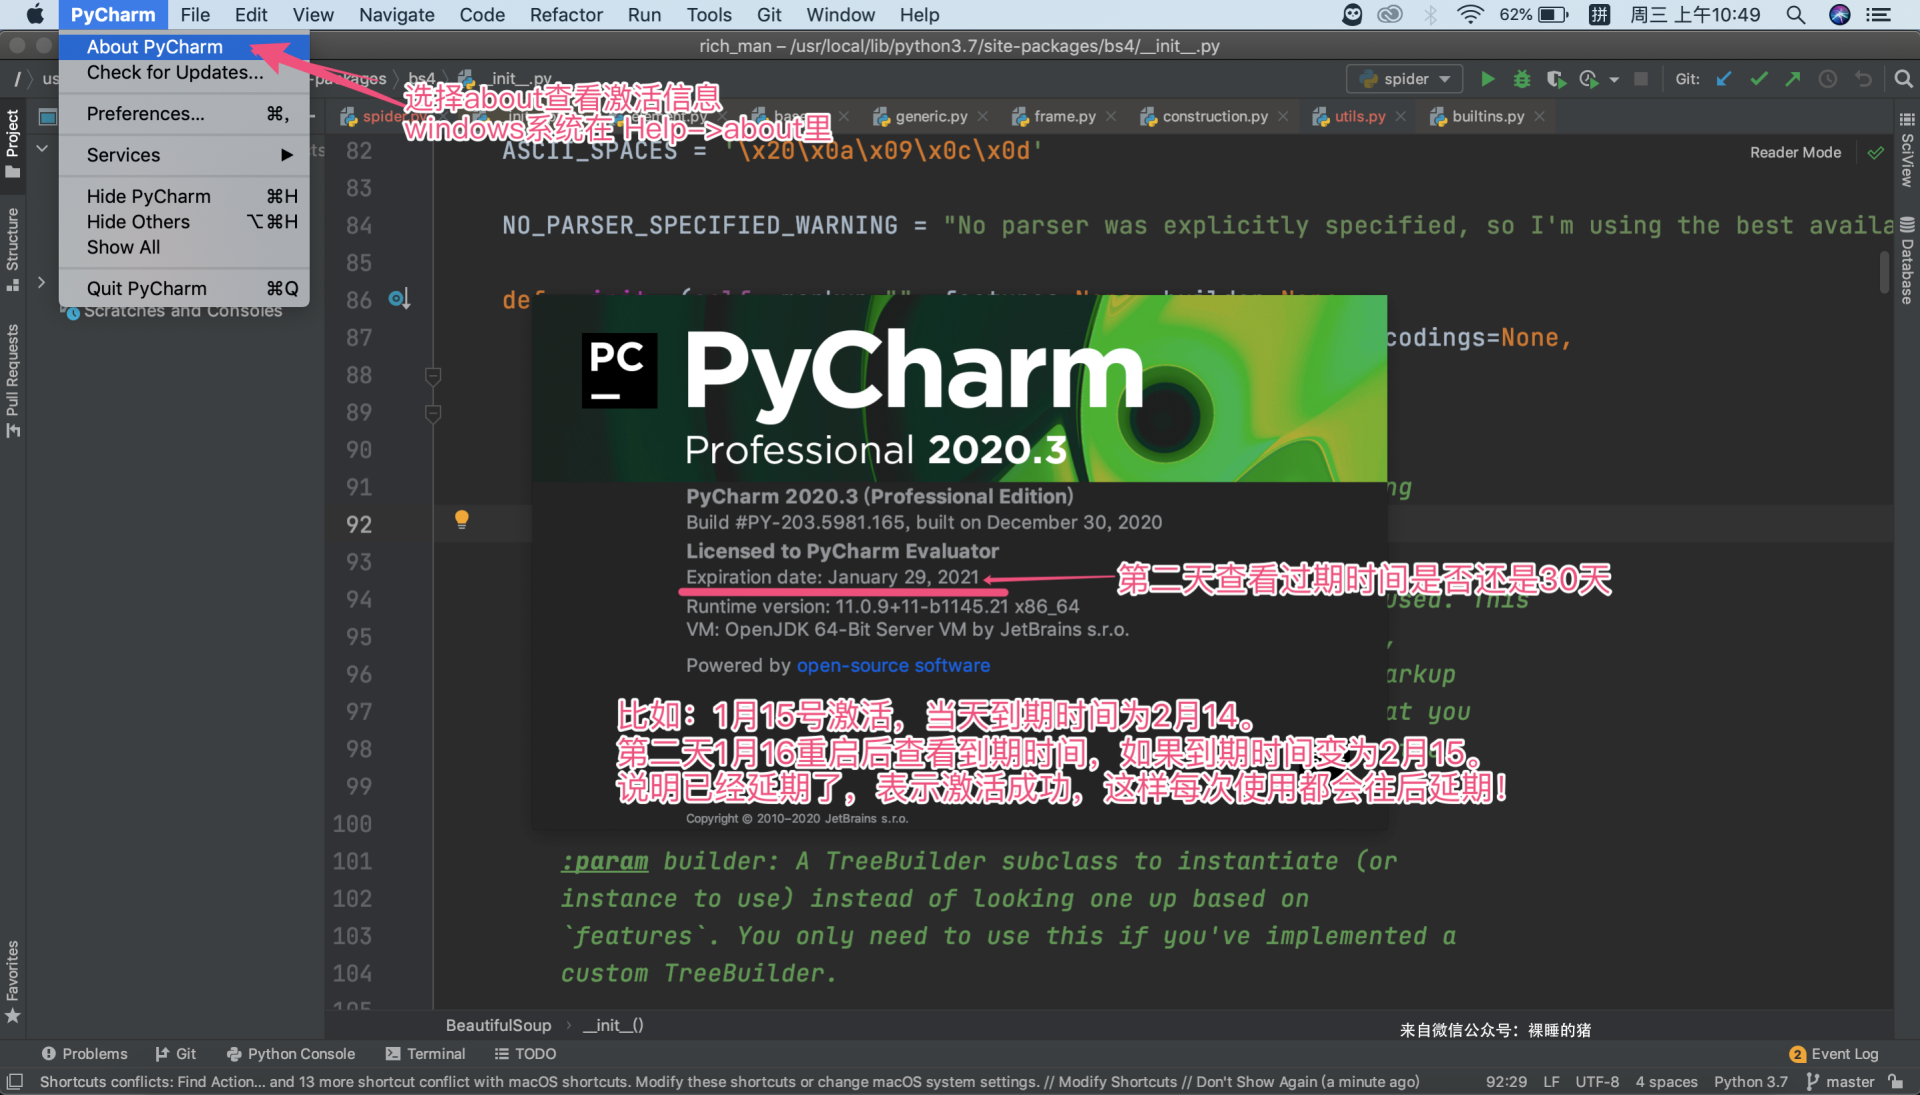 PyCharm File Edit View Navigate Code Refactor Run Tools Git Window Help 62% 拼 周三 上午10:49
About PyCharm
Check for Updates...
Preferences... ⌘,
Services
Hide PyCharm ⌘H
Hide Others ⌥⌘H
Show All
Quit PyCharm ⌘Q
Scratches and Consoles
rich_man – /usr/local/lib/python3.7/site-packages/bs4/__init__.py
bs4 __init__.py
spider Git:
选择about查看激活信息
windows系统在 Help–>about里
spider.py generic.py frame.py construction.py utils.py builtins.py
Reader Mode
Project
Structure
Pull Requests
Favorites
SciView
Database
82 ASCII_SPACES = '\x20\x0a\x09\x0c\x0d'
83
84 NO_PARSER_SPECIFIED_WARNING = "No parser was explicitly specified, so I'm using the best availa
85
86
87 codings=None,
88
89
90
91 ng
92
93
94 used. This
95
96 arkup
97 at you
98
99
100
101 :param builder: A TreeBuilder subclass to instantiate (or
102 instance to use) instead of looking one up based on
103 `features`. You only need to use this if you've implemented a
104 custom TreeBuilder.
105
PC
PyCharm
Professional 2020.3
PyCharm 2020.3 (Professional Edition)
Build #PY-203.5981.165, built on December 30, 2020
Licensed to PyCharm Evaluator
Expiration date: January 29, 2021
第二天查看过期时间是否还是30天
Runtime version: 11.0.9+11-b1145.21 x86_64
VM: OpenJDK 64-Bit Server VM by JetBrains s.r.o.
Powered by open-source software
比如：1月15号激活，当天到期时间为2月14。
第二天1月16重启后查看到期时间，如果到期时间变为2月15。
说明已经延期了，表示激活成功，这样每次使用都会往后延期！
Copyright © 2010–2020 JetBrains s.r.o.
BeautifulSoup › __init__()
来自微信公众号：裸睡的猪
Problems Git Python Console Terminal TODO 2 Event Log
Shortcuts conflicts: Find Action... and 13 more shortcut conflict with macOS shortcuts. Modify these shortcuts or change macOS system settings. // Modify Shortcuts // Don't Show Again (a minute ago) 92:29 LF UTF-8 4 spaces Python 3.7 master